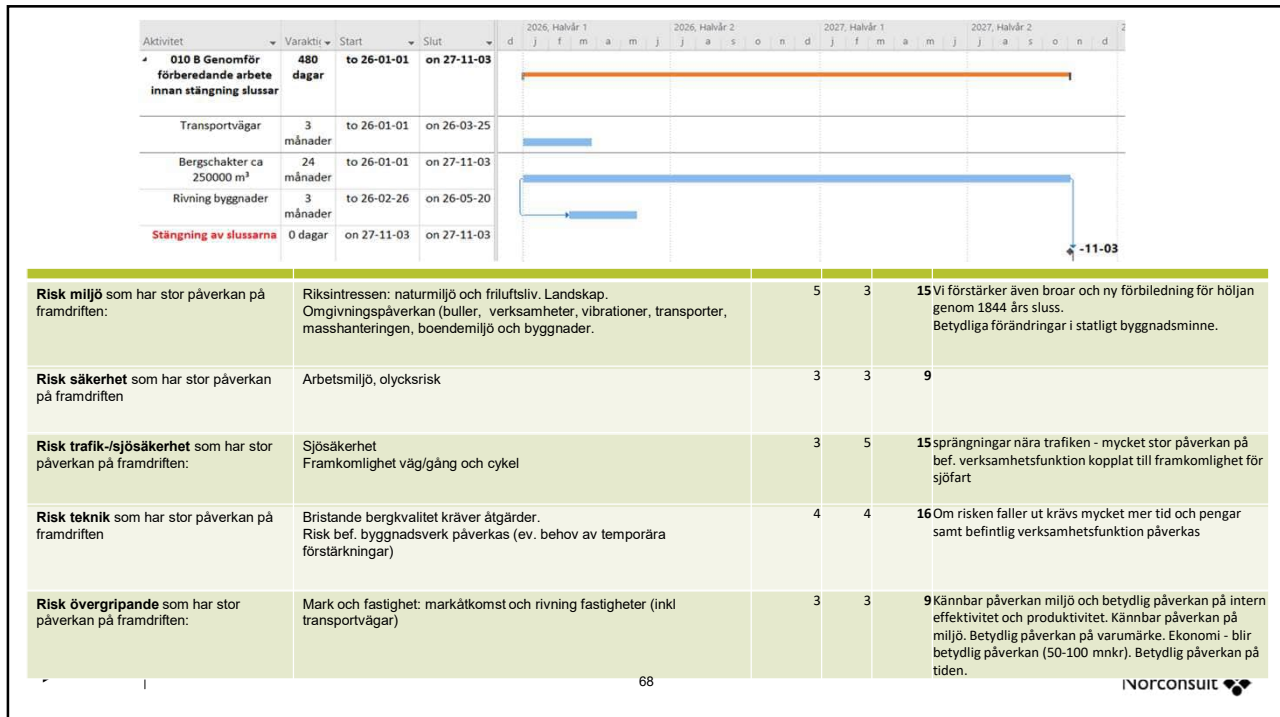 2026, Halvår 1 2026, Halvår 2 2027, Halvår 1 2027, Halvår 2 2
Aktivitet Varaktig Start Slut d j f m a m j j a s o n d j f m a m j j a s o n d
010 B Genomför förberedande arbete innan stängning slussar 480 dagar to 26-01-01 on 27-11-03
Transportvägar 3 månader to 26-01-01 on 26-03-25
Bergschakter ca 250000 m³ 24 månader to 26-01-01 on 27-11-03
Rivning byggnader 3 månader to 26-02-26 on 26-05-20
Stängning av slussarna 0 dagar on 27-11-03 on 27-11-03
-11-03
Risk miljö som har stor påverkan på
framdriften:
Riksintressen: naturmiljö och friluftsliv. Landskap.
Omgivningspåverkan (buller, verksamheter, vibrationer, transporter,
masshanteringen, boendemiljö och byggnader.
5 3 15
Vi förstärker även broar och ny förbiledning för höljan
genom 1844 års sluss.
Betydliga förändringar i statligt byggnadsminne.
Risk säkerhet som har stor påverkan
på framdriften
Arbetsmiljö, olycksrisk
3 3 9
Risk trafik-/sjösäkerhet som har stor
påverkan på framdriften:
Sjösäkerhet
Framkomlighet väg/gång och cykel
3 5 15
sprängningar nära trafiken - mycket stor påverkan på
bef. verksamhetsfunktion kopplat till framkomlighet för
sjöfart
Risk teknik som har stor påverkan på
framdriften
Bristande bergkvalitet kräver åtgärder.
Risk bef. byggnadsverk påverkas (ev. behov av temporära
förstärkningar)
4 4 16
Om risken faller ut krävs mycket mer tid och pengar
samt befintlig verksamhetsfunktion påverkas
Risk övergripande som har stor
påverkan på framdriften:
Mark och fastighet: markåtkomst och rivning fastigheter (inkl
transportvägar)
3 3 9
Kännbar påverkan miljö och betydlig påverkan på intern
effektivitet och produktivitet. Kännbar påverkan på
miljö. Betydlig påverkan på varumärke. Ekonomi - blir
betydlig påverkan (50-100 mnkr). Betydlig påverkan på
tiden.
68
Norconsult